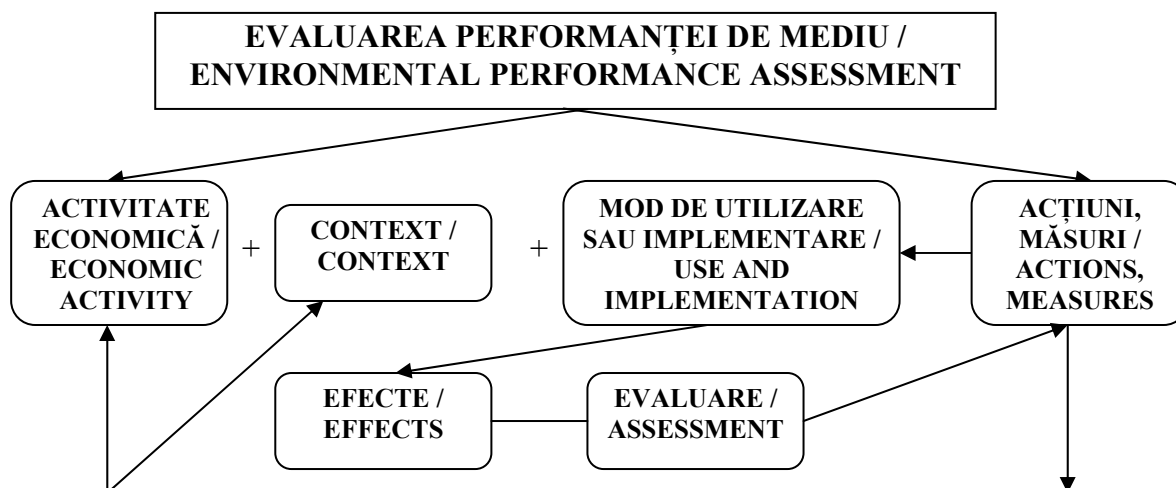 EVALUAREA PERFORMANȚEI DE MEDIU /
ENVIRONMENTAL PERFORMANCE ASSESSMENT
ACTIVITATE
ECONOMICĂ /
ECONOMIC
ACTIVITY
+
CONTEXT /
CONTEXT
+
MOD DE UTILIZARE
SAU IMPLEMENTARE /
USE AND
IMPLEMENTATION
ACȚIUNI,
MĂSURI /
ACTIONS,
MEASURES
EFECTE /
EFFECTS
EVALUARE /
ASSESSMENT